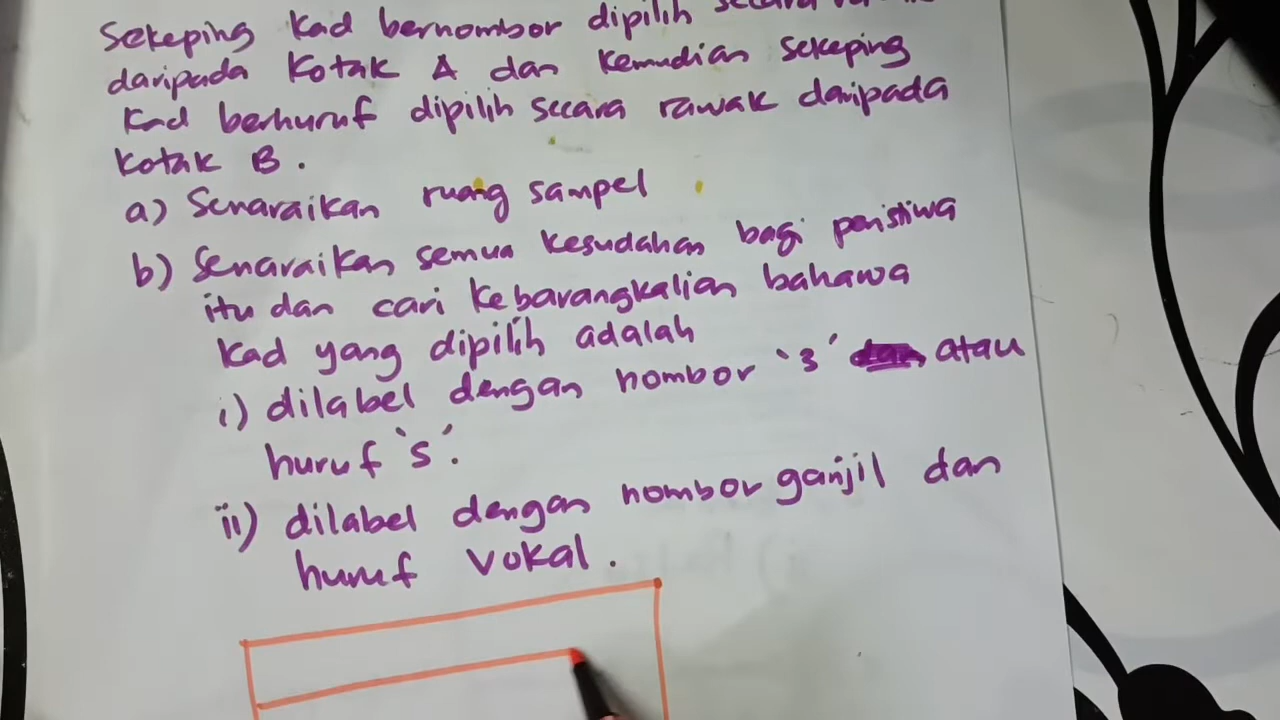 Sekeping kad bernombor dipilih secara
daripada Kotak A dan kemudian sekeping
kad berhuruf dipilih secara rawak daripada
kotak B.
a) Senaraikan ruang sampel
b) Senaraikan semua kesudahan bagi peristiwa
itu dan cari kebarangkalian bahawa
kad yang dipilih adalah
i) dilabel dengan nombor '3' atau
huruf 'S'.
ii) dilabel dengan nombor ganjil dan
huruf vokal.